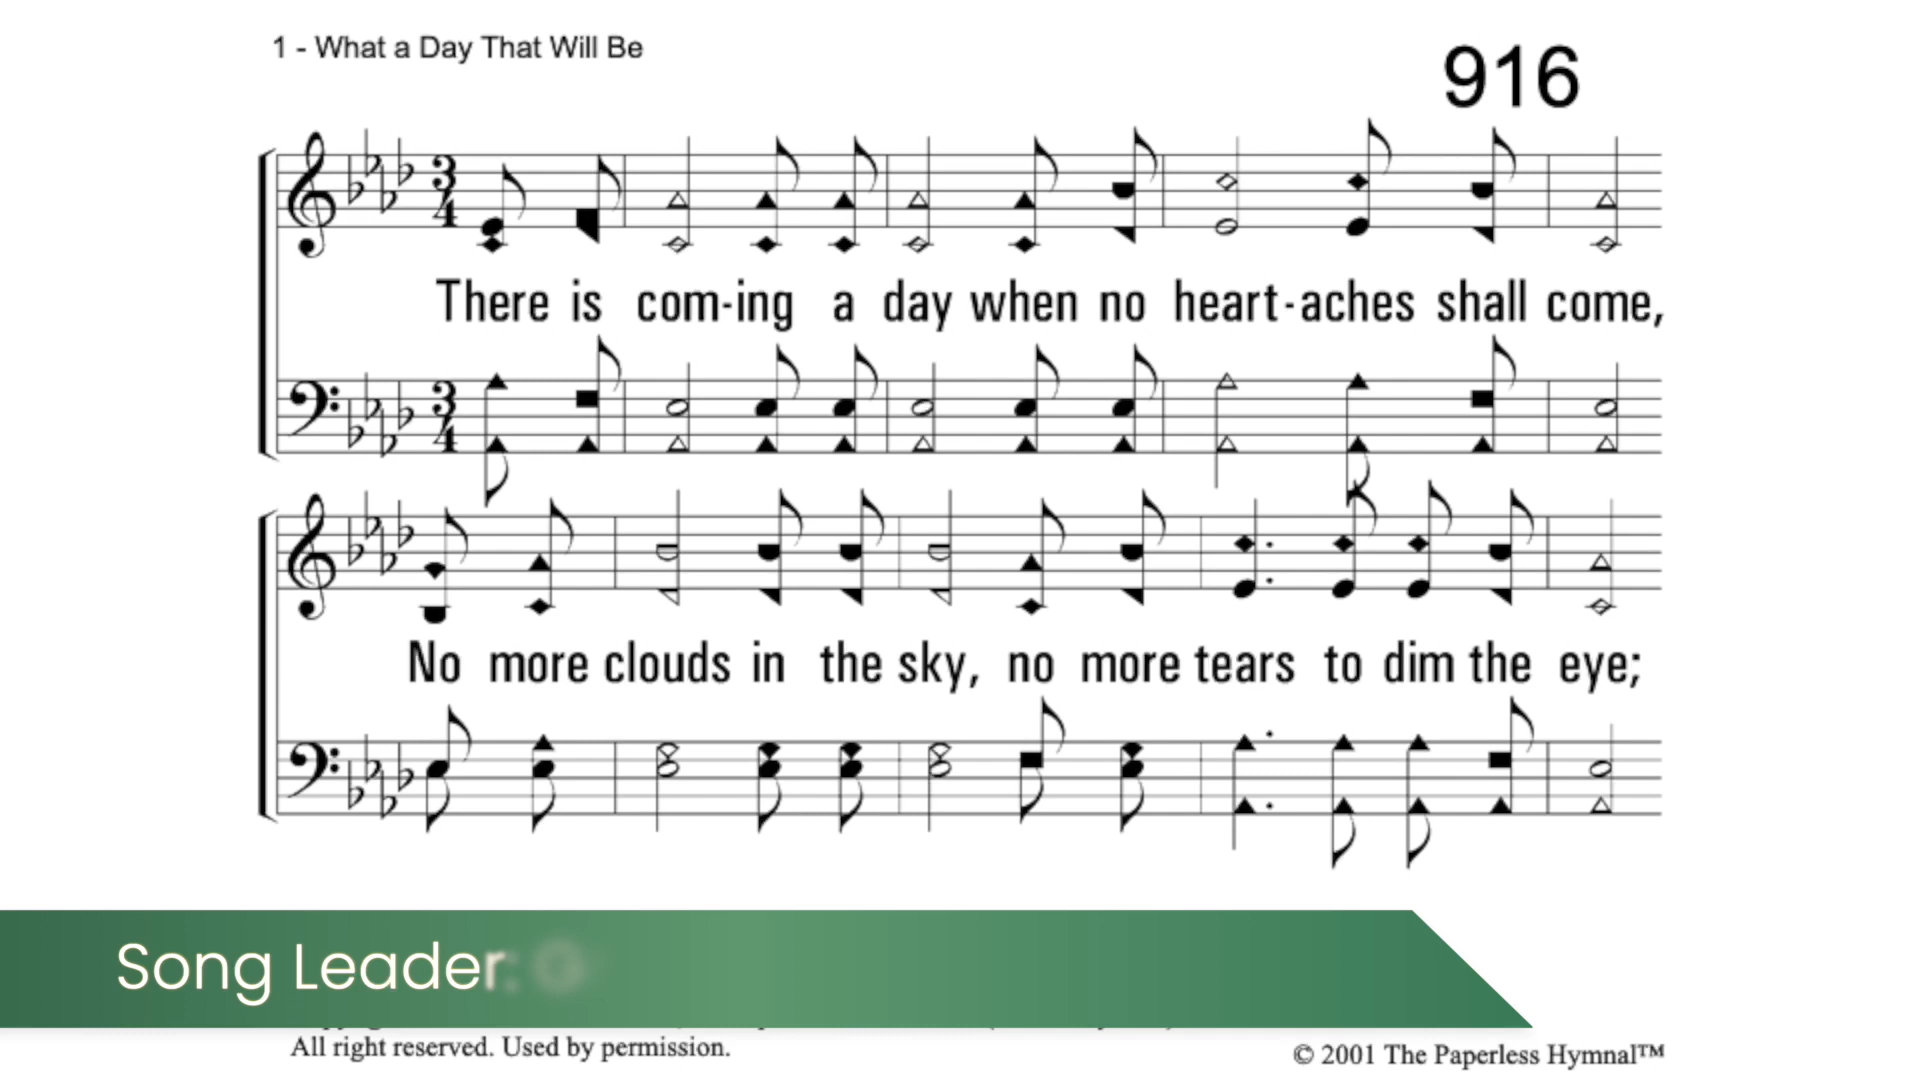 1 - What a Day That Will Be
916
There is com-ing a day when no heart-aches shall come,
No more clouds in the sky, no more tears to dim the eye;
Song Leader:
All right reserved. Used by permission.
© 2001 The Paperless Hymnal™